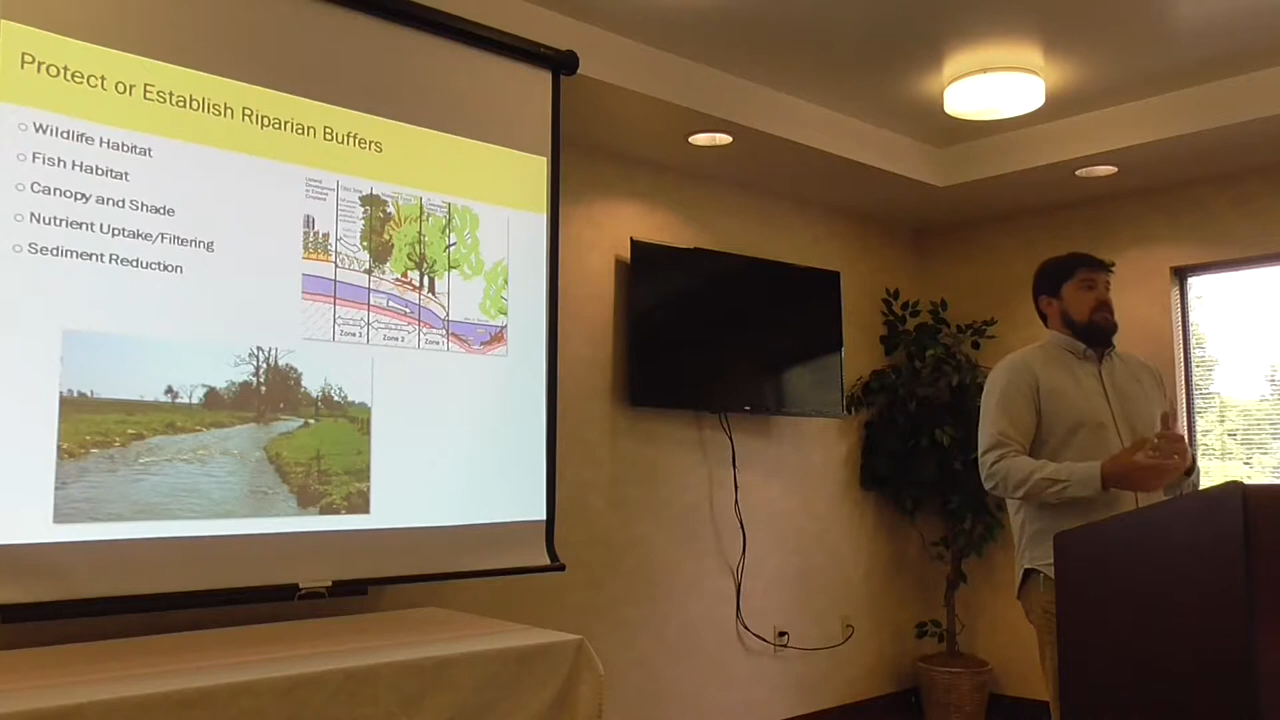 Protect or Establish Riparian Buffers
Wildlife Habitat
Fish Habitat
Canopy and Shade
Nutrient Uptake/Filtering
Sediment Reduction
Zone 3
Zone 2
Zone 1